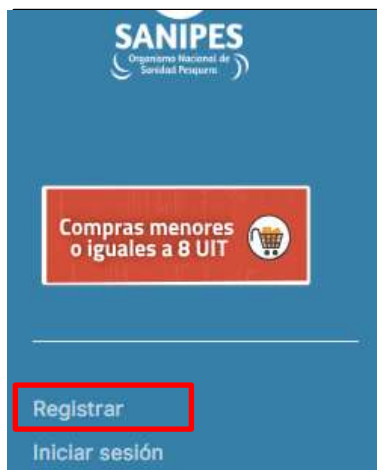 SANIPES
Organismo Nacional de
Sanidad Pesquera
Compras menores
o iguales a 8 UIT
Registrar
Iniciar sesión